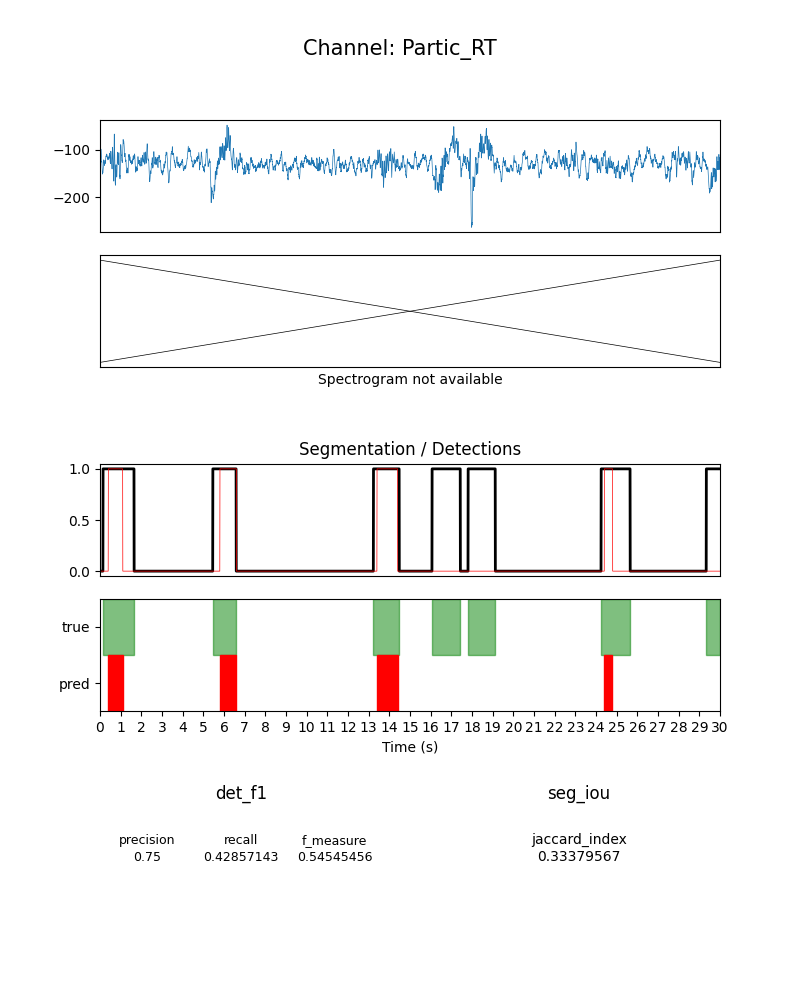 Channel: Partic_RT
−100
−200
Spectrogram not available
Segmentation / Detections
1.0
0.5
0.0
true
pred
0 1 2 3 4 5 6 7 8 9 10 11 12 13 14 15 16 17 18 19 20 21 22 23 24 25 26 27 28 29 30
Time (s)
det_f1 seg_iou
precision recall f_measure jaccard_index
0.75 0.42857143 0.54545456 0.33379567